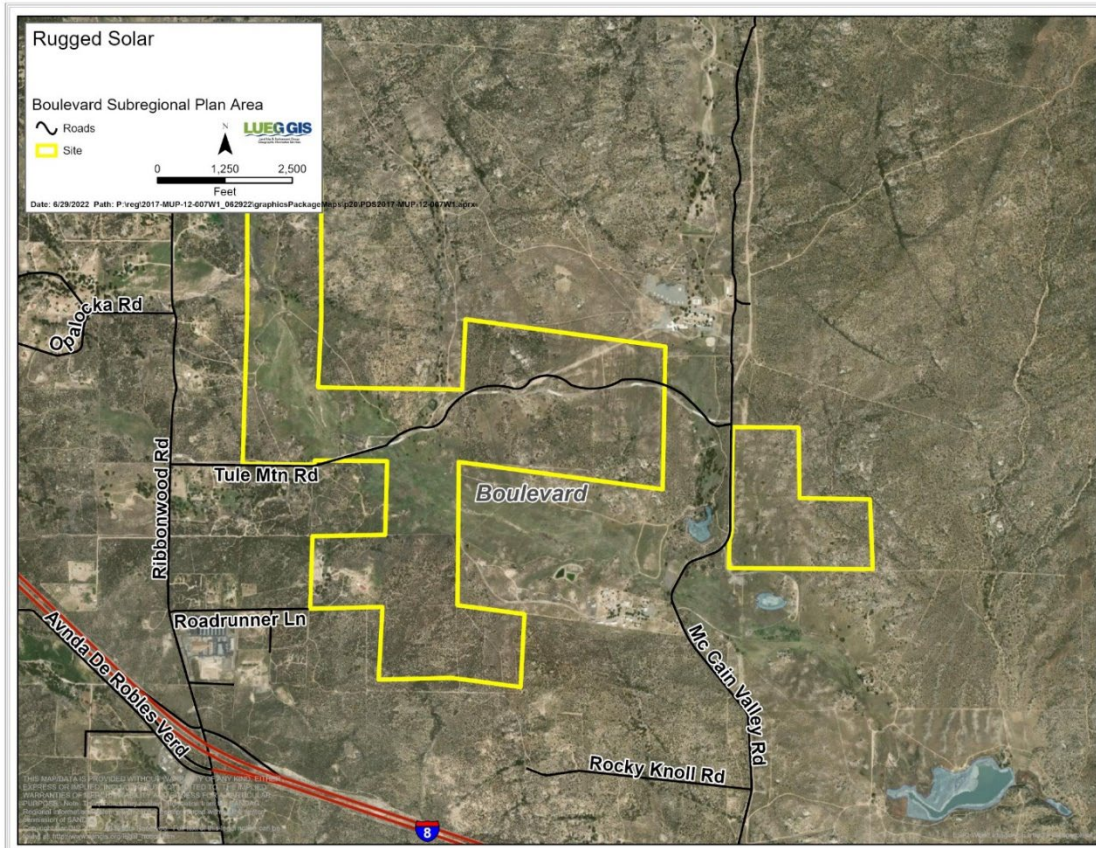 Rugged Solar
Boulevard Subregional Plan Area
Roads
Site
N
LUEG GIS
0 1,250 2,500
Feet
Date: 6/29/2022 Path:
Opalocka Rd
Ribbonwood Rd
Tule Mtn Rd
Boulevard
Roadrunner Ln
Avnda De Robles Verd
Mc Cain Valley Rd
Rocky Knoll Rd
8